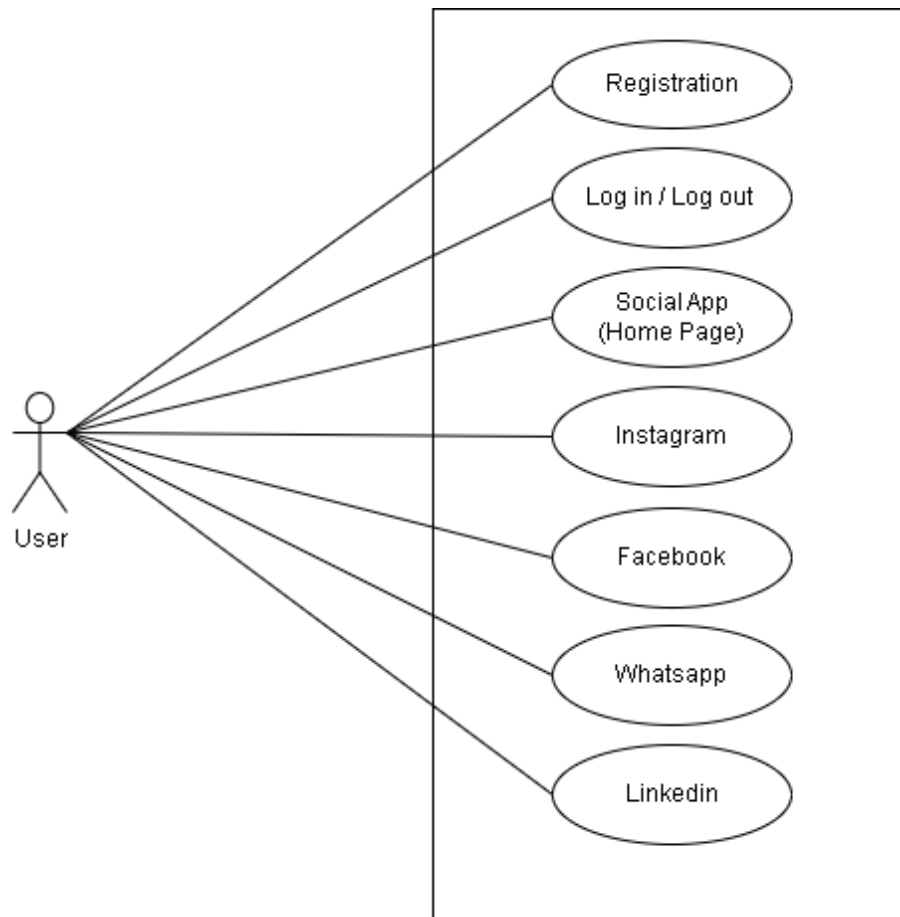 Registration
Log in / Log out
Social App
(Home Page)
Instagram
User
Facebook
Whatsapp
Linkedin